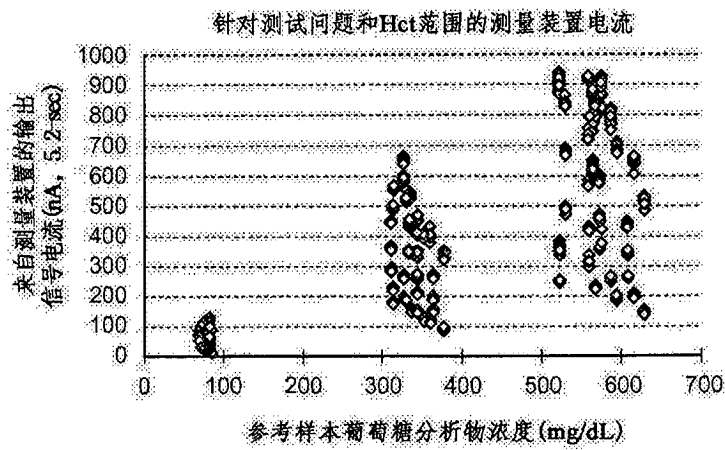 针对测试问题和Hct范围的测量装置电流
来自测量装置的输出
信号电流(nA, 5.2-sec)
1000
900
800
700
600
500
400
300
200
100
0
0 100 200 300 400 500 600 700
参考样本葡萄糖分析物浓度(mg/dL)